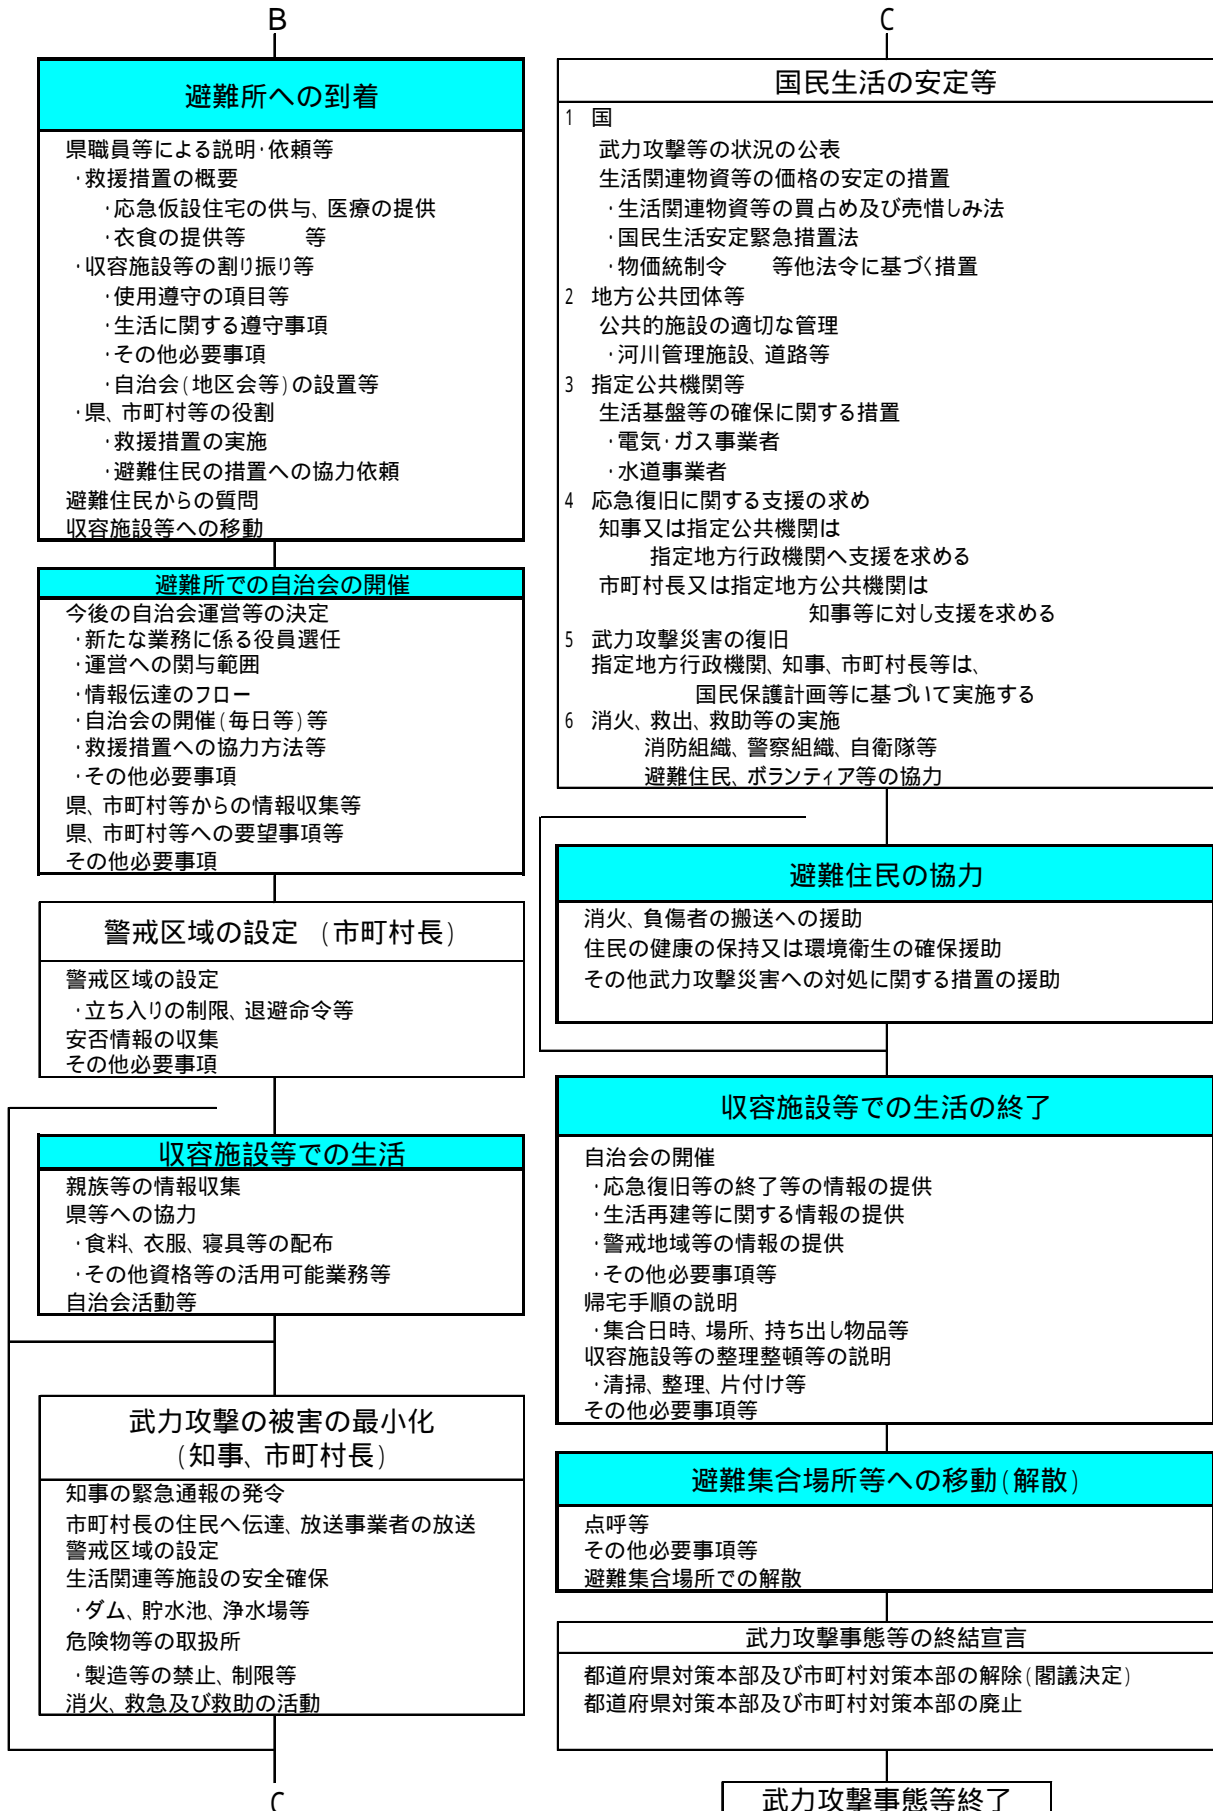 B
避難所への到着
県職員等による説明・依頼等
・救援措置の概要
・応急仮設住宅の供与、医療の提供
・衣食の提供等　　等
・収容施設等の割り振り等
・使用遵守の項目等
・生活に関する遵守事項
・その他必要事項
・自治会(地区会等)の設置等
・県、市町村等の役割
・救援措置の実施
・避難住民の措置への協力依頼
避難住民からの質問
収容施設等への移動
避難所での自治会の開催
今後の自治会運営等の決定
・新たな業務に係る役員選任
・運営への関与範囲
・情報伝達のフロー
・自治会の開催(毎日等)等
・救援措置への協力方法等
・その他必要事項
県、市町村等からの情報収集等
県、市町村等への要望事項等
その他必要事項
警戒区域の設定　(市町村長)
警戒区域の設定
・立ち入りの制限、退避命令等
安否情報の収集
その他必要事項
収容施設等での生活
親族等の情報収集
県等への協力
・食料、衣服、寝具等の配布
・その他資格等の活用可能業務等
自治会活動等
武力攻撃の被害の最小化
(知事、市町村長)
知事の緊急通報の発令
市町村長の住民へ伝達、放送事業者の放送
警戒区域の設定
生活関連等施設の安全確保
・ダム、貯水池、浄水場等
危険物等の取扱所
・製造等の禁止、制限等
消火、救急及び救助の活動
C
C
国民生活の安定等
1　国
武力攻撃等の状況の公表
生活関連物資等の価格の安定の措置
・生活関連物資等の買占め及び売惜しみ法
・国民生活安定緊急措置法
・物価統制令　　等他法令に基づく措置
2　地方公共団体等
公共的施設の適切な管理
・河川管理施設、道路等
3　指定公共機関等
生活基盤等の確保に関する措置
・電気・ガス事業者
・水道事業者
4　応急復旧に関する支援の求め
知事又は指定公共機関は
指定地方行政機関へ支援を求める
市町村長又は指定地方公共機関は
知事等に対し支援を求める
5　武力攻撃災害の復旧
指定地方行政機関、知事、市町村長等は、
国民保護計画等に基づいて実施する
6　消火、救出、救助等の実施
消防組織、警察組織、自衛隊等
避難住民、ボランティア等の協力
避難住民の協力
消火、負傷者の搬送への援助
住民の健康の保持又は環境衛生の確保援助
その他武力攻撃災害への対処に関する措置の援助
収容施設等での生活の終了
自治会の開催
・応急復旧等の終了等の情報の提供
・生活再建等に関する情報の提供
・警戒地域等の情報の提供
・その他必要事項等
帰宅手順の説明
・集合日時、場所、持ち出し物品等
収容施設等の整理整頓等の説明
・清掃、整理、片付け等
その他必要事項等
避難集合場所等への移動(解散)
点呼等
その他必要事項等
避難集合場所での解散
武力攻撃事態等の終結宣言
都道府県対策本部及び市町村対策本部の解除(閣議決定)
都道府県対策本部及び市町村対策本部の廃止
武力攻撃事態等終了